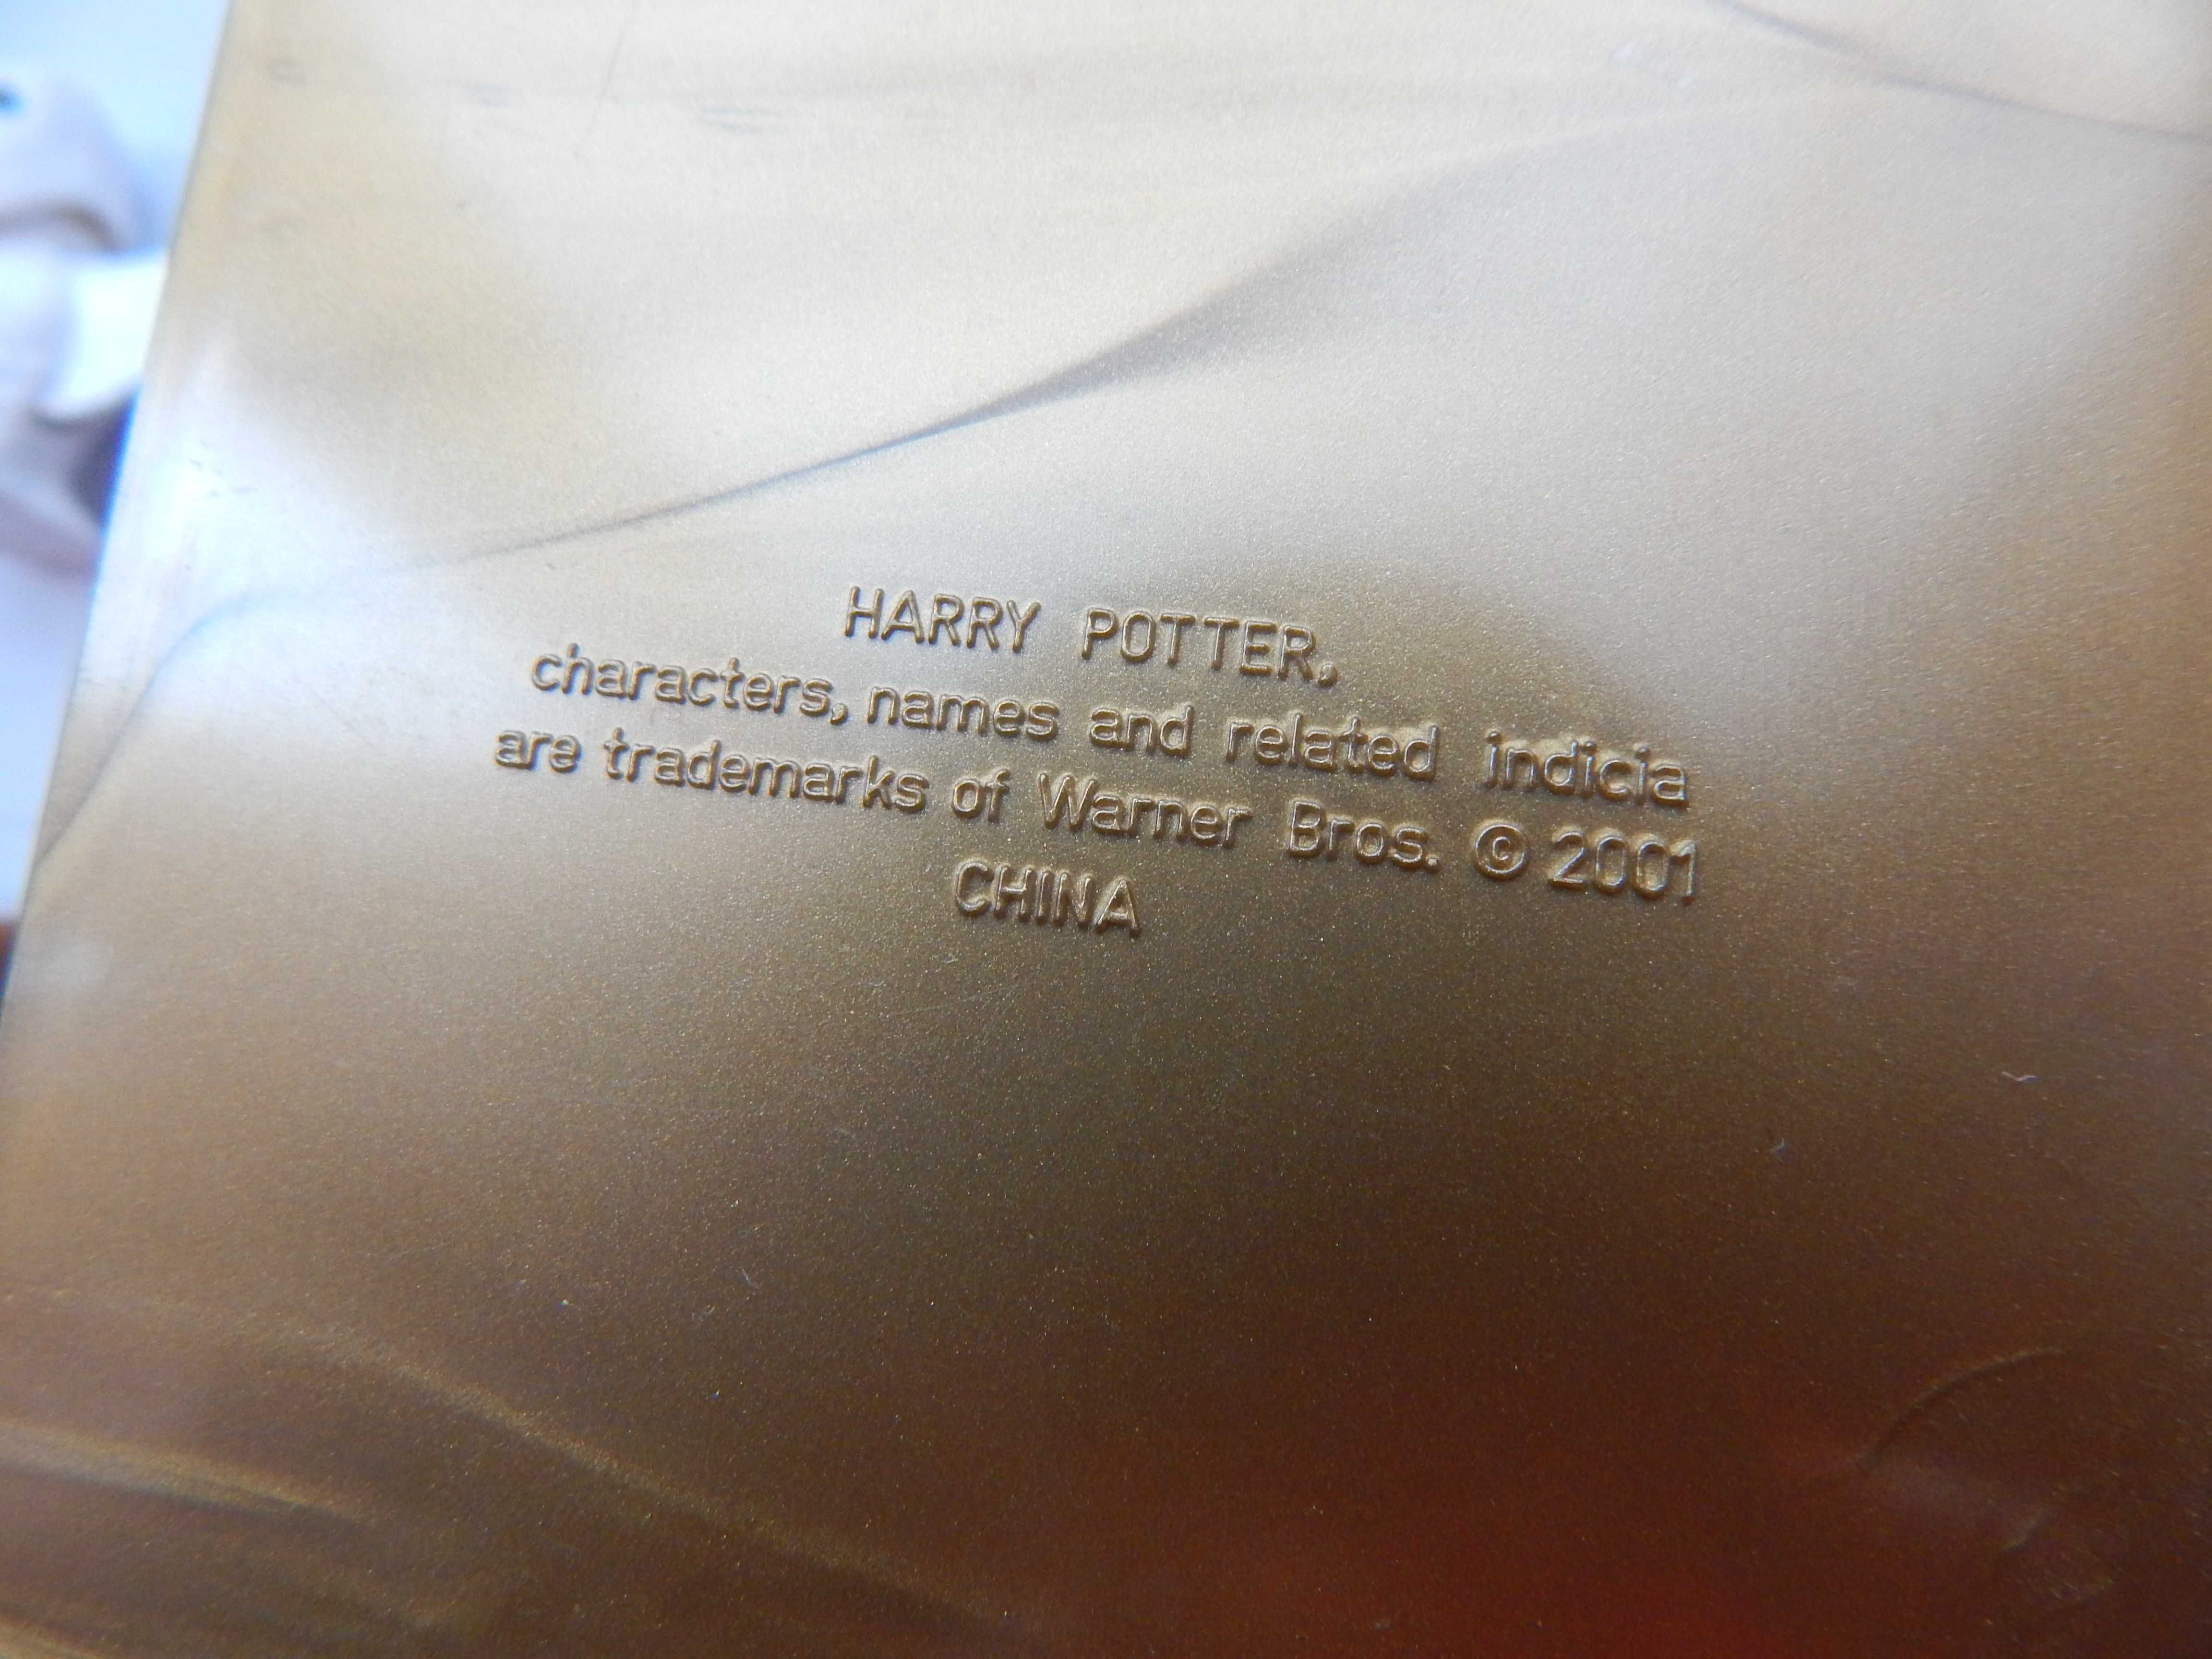 HARRY POTTER,
characters, names and related indicia
are trademarks of Warner Bros. © 2001
CHINA